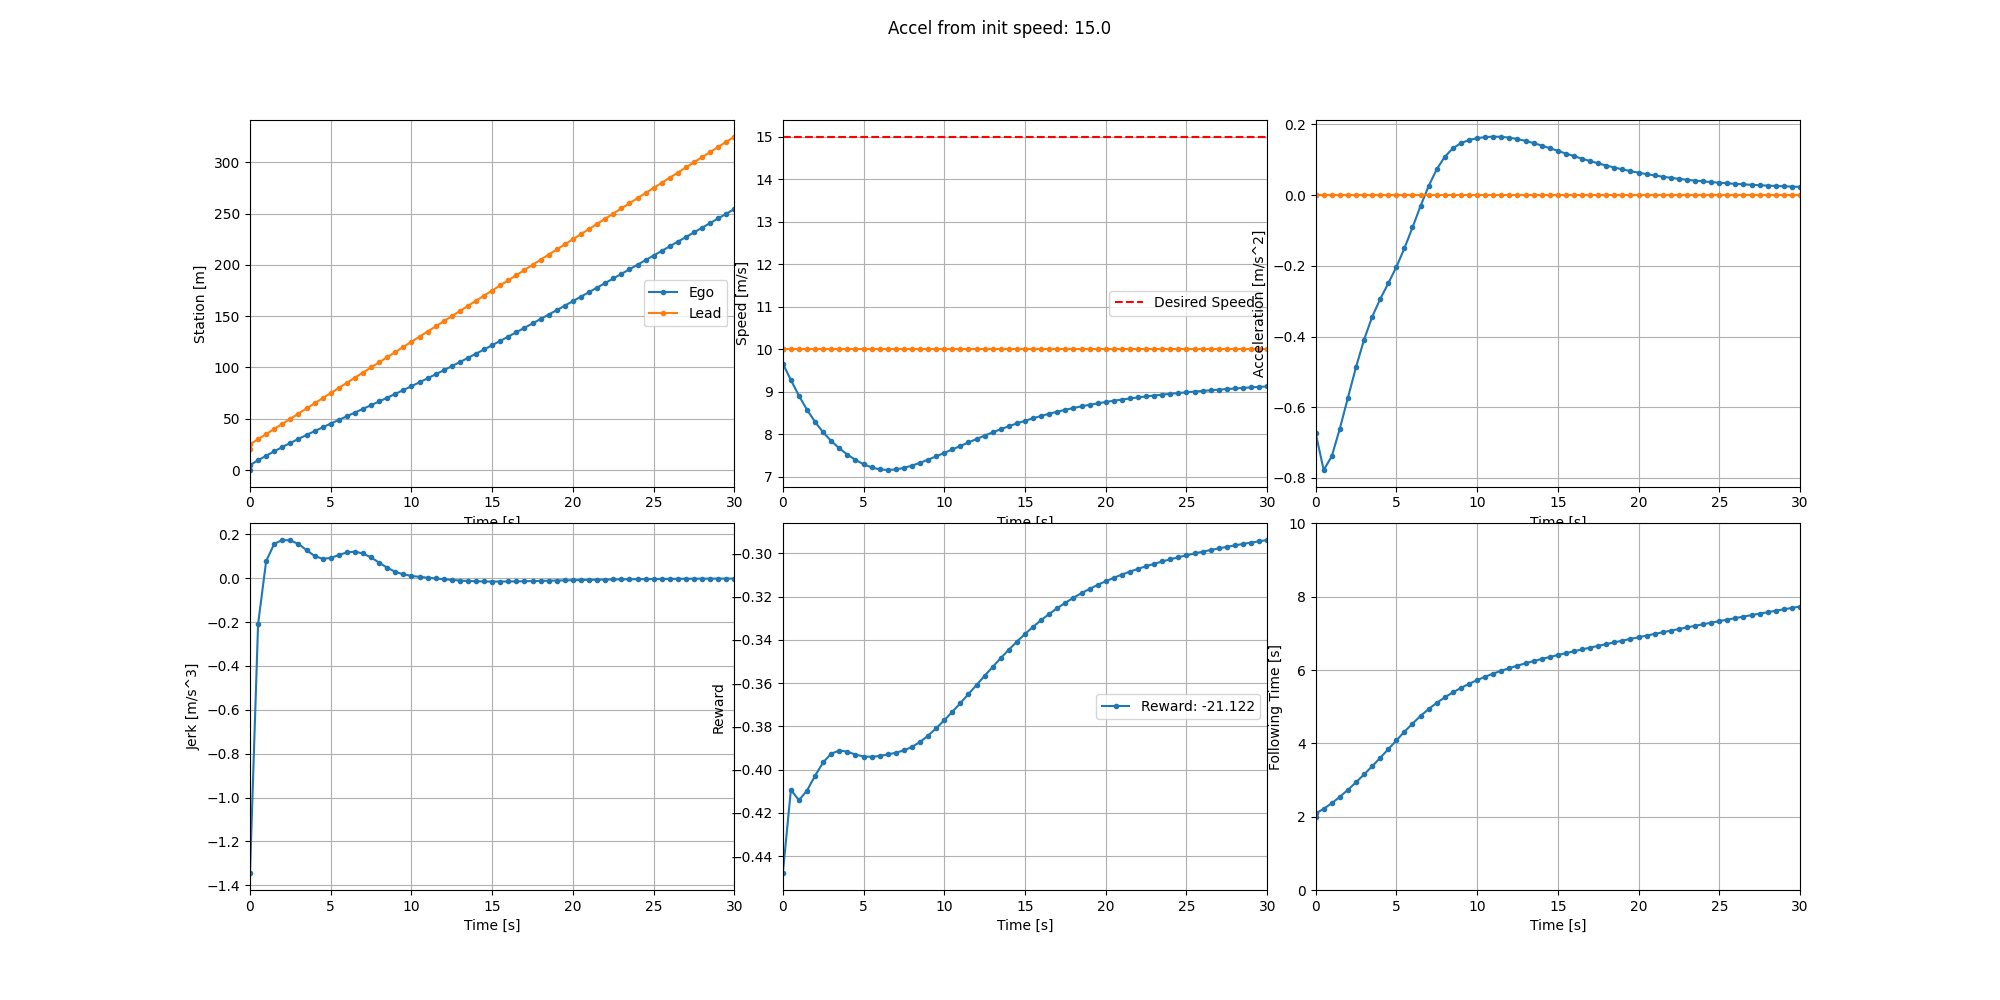 Accel from init speed: 15.0
Station [m]
300
250
200
150
100
50
0
0 5 10 15 20 25 30
Time [s]
Ego
Lead
Speed [m/s]
15
14
13
12
11
10
9
8
7
0 5 10 15 20 25 30
Time [s]
Desired Speed
Acceleration [m/s^2]
0.2
0.0
−0.2
−0.4
−0.6
−0.8
0 5 10 15 20 25 30
Time [s]
Jerk [m/s^3]
0.2
0.0
−0.2
−0.4
−0.6
−0.8
−1.0
−1.2
−1.4
0 5 10 15 20 25 30
Time [s]
Reward
−0.30
−0.32
−0.34
−0.36
−0.38
−0.40
−0.42
−0.44
0 5 10 15 20 25 30
Time [s]
Reward: -21.122
Following Time [s]
10
8
6
4
2
0
0 5 10 15 20 25 30
Time [s]